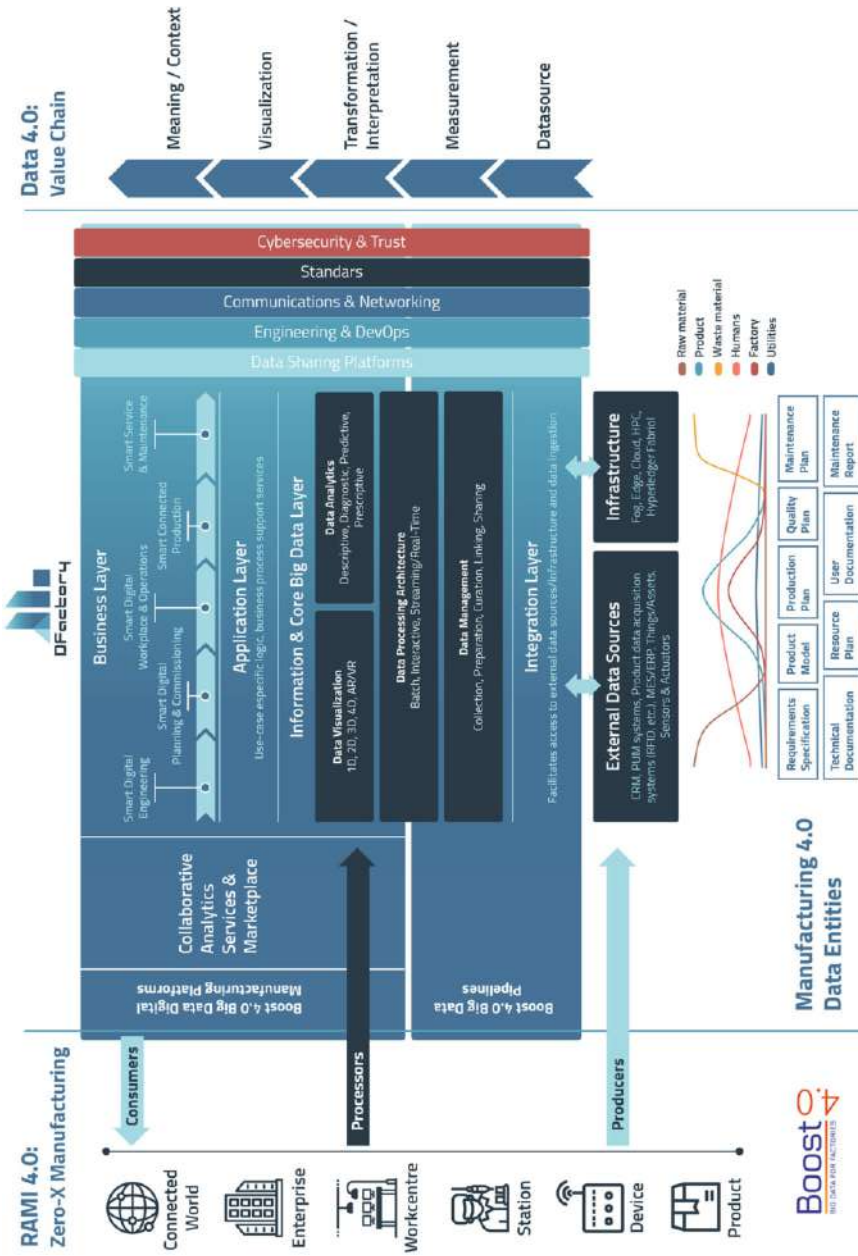 RAMI 4.0:
Zero-X Manufacturing
Connected
World
Enterprise
Workcentre
Station
Device
Product
Consumers
Processors
Producers
Boost 4.0
BIG DATA FOR FACTORIES
DFactory
Boost 4.0 Big Data Digital
Manufacturing Platforms
Boost 4.0 Big Data
Pipelines
Collaborative
Analytics
Services &
Marketplace
Business Layer
Smart Digital
Engineering
Smart Digital
Planning & Commissioning
Smart Digital
Workplace & Operations
Smart Connected
Production
Smart Service
& Maintenance
Application Layer
Use-case especific logic, business process support services
Information & Core Big Data Layer
Data Visualization
1D, 2D, 3D, 4D, AR/VR
Data Analytics
Descriptive, Diagnostic, Predictive,
Prescriptive
Data Processing Architecture
Batch, Interactive, Streaming/Real-Time
Data Management
Collection, Preparation, Curation, Linking, Sharing
Integration Layer
Facilitates access to external data sources/infrastructure and data ingestion
External Data Sources
CRM, PUM systems, Product data acquisition
systems (RFID, etc.), MES/ERP, Things/Assets,
Sensors & Actuators
Infrastructure
Fog, Edge, Cloud, HPC,
Hyperledger Fabriol
Data Sharing Platforms
Engineering & DevOps
Communications & Networking
Standars
Cybersecurity & Trust
Data 4.0:
Value Chain
Meaning / Context
Visualization
Transformation /
Interpretation
Measurement
Datasource
Manufacturing 4.0
Data Entities
Raw material
Product
Waste material
Humans
Factory
Utilities
Requirements
Specification
Product
Model
Production
Plan
Quality
Plan
Maintenance
Plan
Technical
Documentation
Resource
Plan
User
Documentation
Maintenance
Report